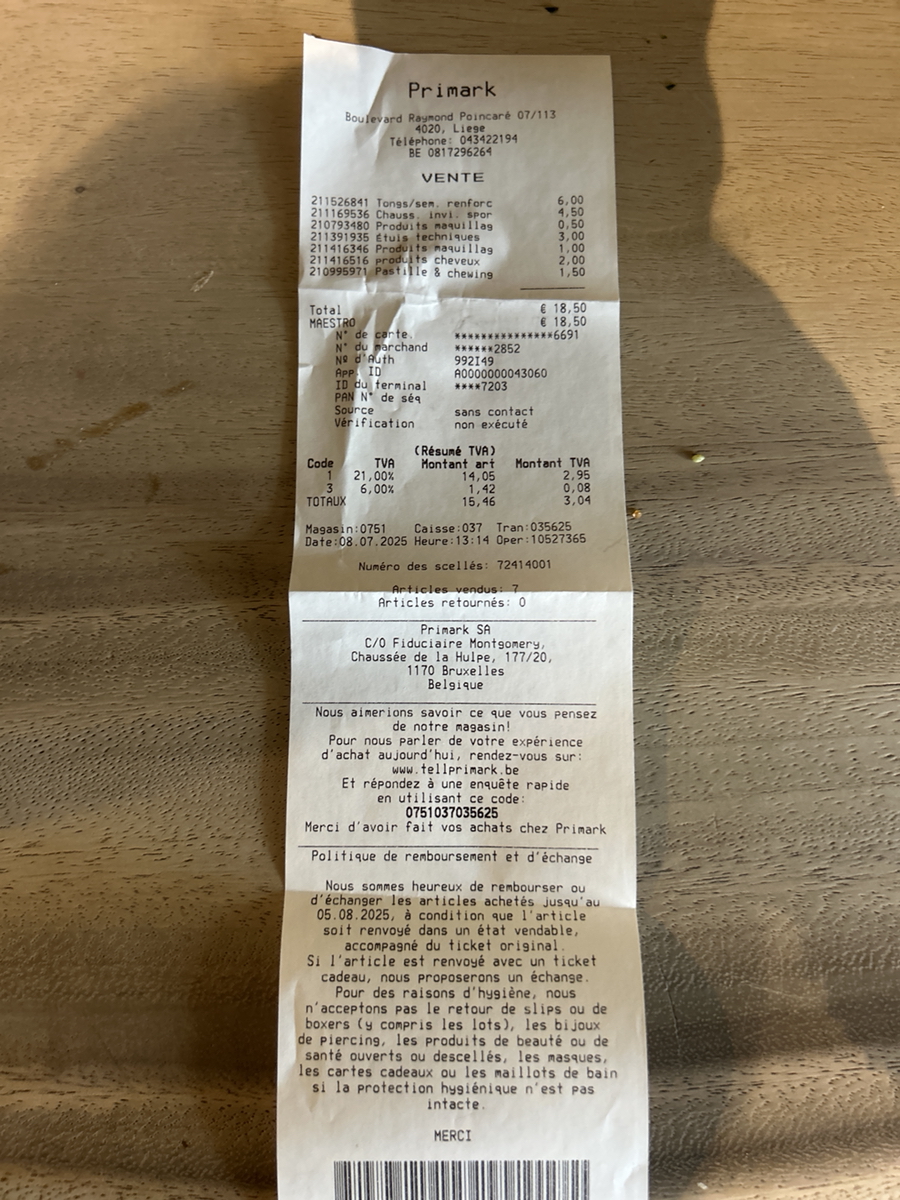 Primark
Boulevard Raymond Poincaré 07/113
4020, Liege
Téléphone: 043422194
BE 0817296264
VENTE
211526841 Tongs/sem. renforc 6,00
211169536 Chauss. invi. spor 4,50
210793480 Produits maquillag 0,50
211391935 Étuis techniques 3,00
211416346 Produits maquillag 1,00
211416516 produits cheveux 2,00
210995971 Pastille & chewing 1,50
Total € 18,50
MAESTRO € 18,50
N° de carte. ***************6691
N° du marchand ******2852
Nº d'Auth 992I49
App. ID A0000000043060
ID du terminal ****7203
PAN N° de séq
Source sans contact
Vérification non exécuté
(Résumé TVA)
Code TVA Montant art Montant TVA
1 21,00% 14,05 2,95
3 6,00% 1,42 0,08
TOTAUX 15,46 3,04
Magasin:0751 Caisse:037 Tran:035625
Date:08.07.2025 Heure:13:14 Oper:10527365
Numéro des scellés: 72414001
Articles vendus: 7
Articles retournés: 0
Primark SA
C/O Fiduciaire Montgomery,
Chaussée de la Hulpe, 177/20,
1170 Bruxelles
Belgique
Nous aimerions savoir ce que vous pensez
de notre magasin!
Pour nous parler de votre expérience
d'achat aujourd'hui, rendez-vous sur:
www.tellprimark.be
Et répondez à une enquête rapide
en utilisant ce code:
0751037035625
Merci d'avoir fait vos achats chez Primark
Politique de remboursement et d'échange
Nous sommes heureux de rembourser ou
d'échanger les articles achetés jusqu'au
05.08.2025, à condition que l'article
soit renvoyé dans un état vendable,
accompagné du ticket original.
Si l'article est renvoyé avec un ticket
cadeau, nous proposerons un échange.
Pour des raisons d'hygiène, nous
n'acceptons pas le retour de slips ou de
boxers (y compris les lots), les bijoux
de piercing, les produits de beauté ou de
santé ouverts ou descellés, les masques,
les cartes cadeaux ou les maillots de bain
si la protection hygiénique n'est pas
intacte.
MERCI